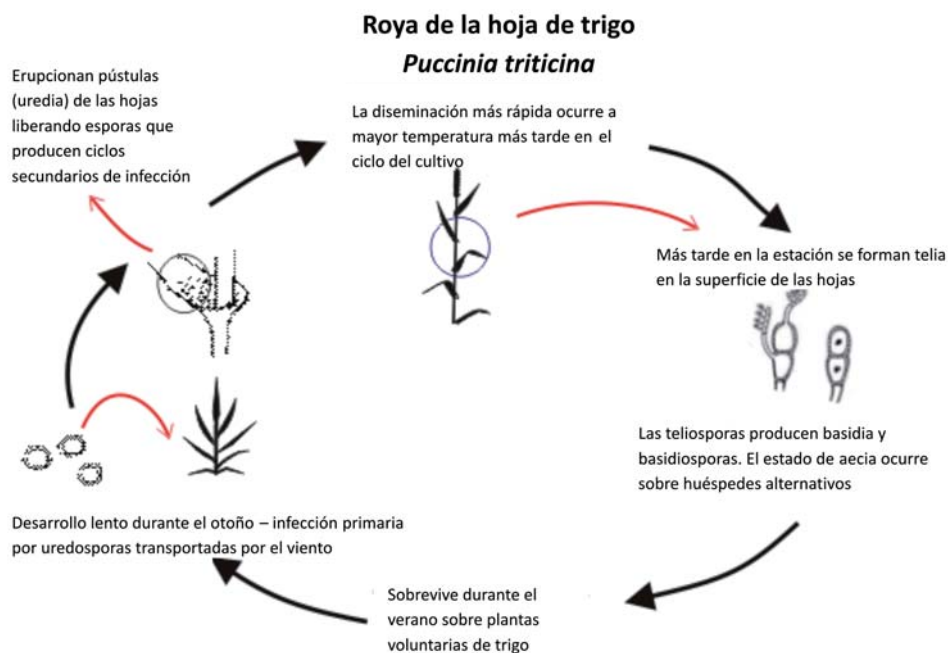 Roya de la hoja de trigo
Puccinia triticina
Erupcionan pústulas
(uredia) de las hojas
liberando esporas que
producen ciclos
secundarios de infección
La diseminación más rápida ocurre a
mayor temperatura más tarde en el
ciclo del cultivo
Más tarde en la estación se forman telia
en la superficie de las hojas
Las teliosporas producen basidia y
basidiosporas. El estado de aecia ocurre
sobre huéspedes alternativos
Sobrevive durante el
verano sobre plantas
voluntarias de trigo
Desarrollo lento durante el otoño – infección primaria
por uredosporas transportadas por el viento